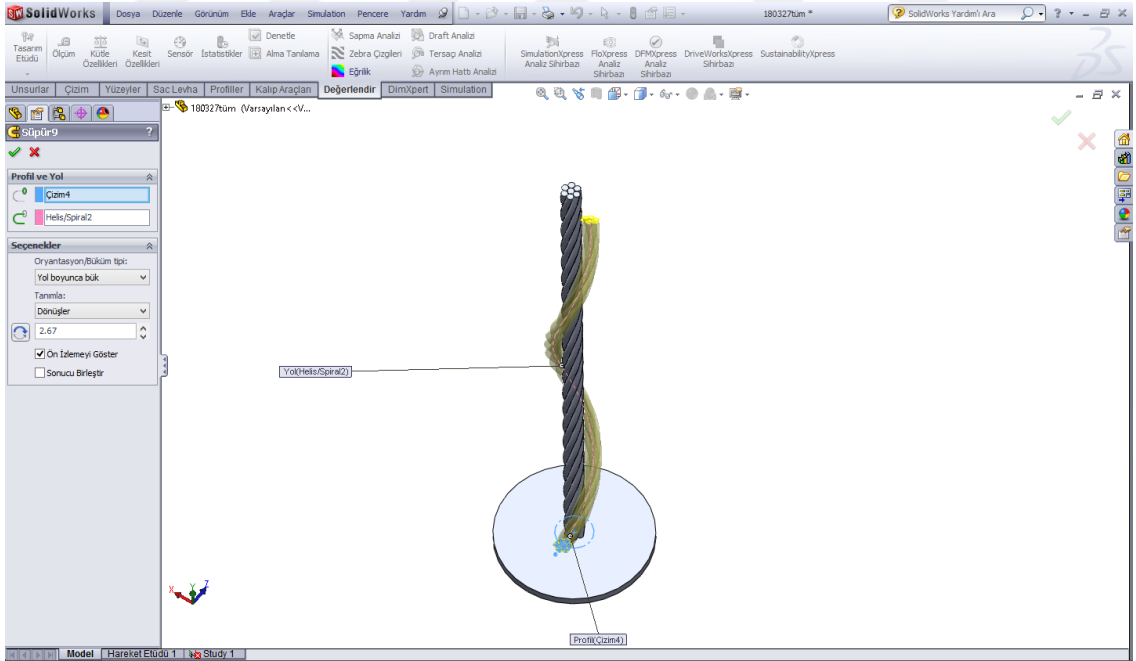 SolidWorks Dosya Düzenle Görünüm Ekle Araçlar Simulation Pencere Yardım 180327tüm * SolidWorks Yardım'ı Ara
Tasarım Etüdü
Ölçüm
Kütle Özellikleri
Kesit Özellikleri
Sensör
İstatistikler
Denetle
Alma Tanılama
Sapma Analizi
Zebra Çizgileri
Eğrilik
Draft Analizi
Tersaçı Analizi
Ayrım Hattı Analizi
SimulationXpress Analiz Sihirbazı
FloXpress Analiz Sihirbazı
DFMXpress Analiz Sihirbazı
DriveWorksXpress Sihirbazı
SustainabilityXpress
Unsurlar Çizim Yüzeyler Sac Levha Profiller Kalıp Araçları Değerlendir DimXpert Simulation
180327tüm (Varsayılan<<V...
Süpür9 ?
Profil ve Yol
Çizim4
Helis/Spiral2
Seçenekler
Oryantasyon/Büküm tipi:
Yol boyunca bük
Tanımla:
Dönüşler
2.67
Ön İzlemeyi Göster
Sonucu Birleştir
Yol(Helis/Spiral2)
Profil(Çizim4)
X Y Z
Model Hareket Etüdü 1 Study 1